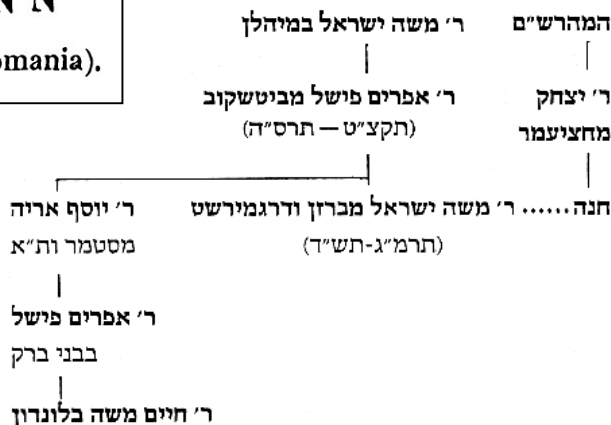 N N
omania).
המהרש״ם
ר׳ משה ישראל במיהלן
ר׳ יצחק
מחציעמר
ר׳ אפרים פישל מביטשקוב
(תקצ״ט — תרס״ה)
חנה...... ר׳ משה ישראל מברזן ודרגמירשט
(תרמ״ג-תש״ד)
ר׳ יוסף אריה
מסטמר ות״א
ר׳ אפרים פישל
בבני ברק
ר׳ חיים משה בלונדון